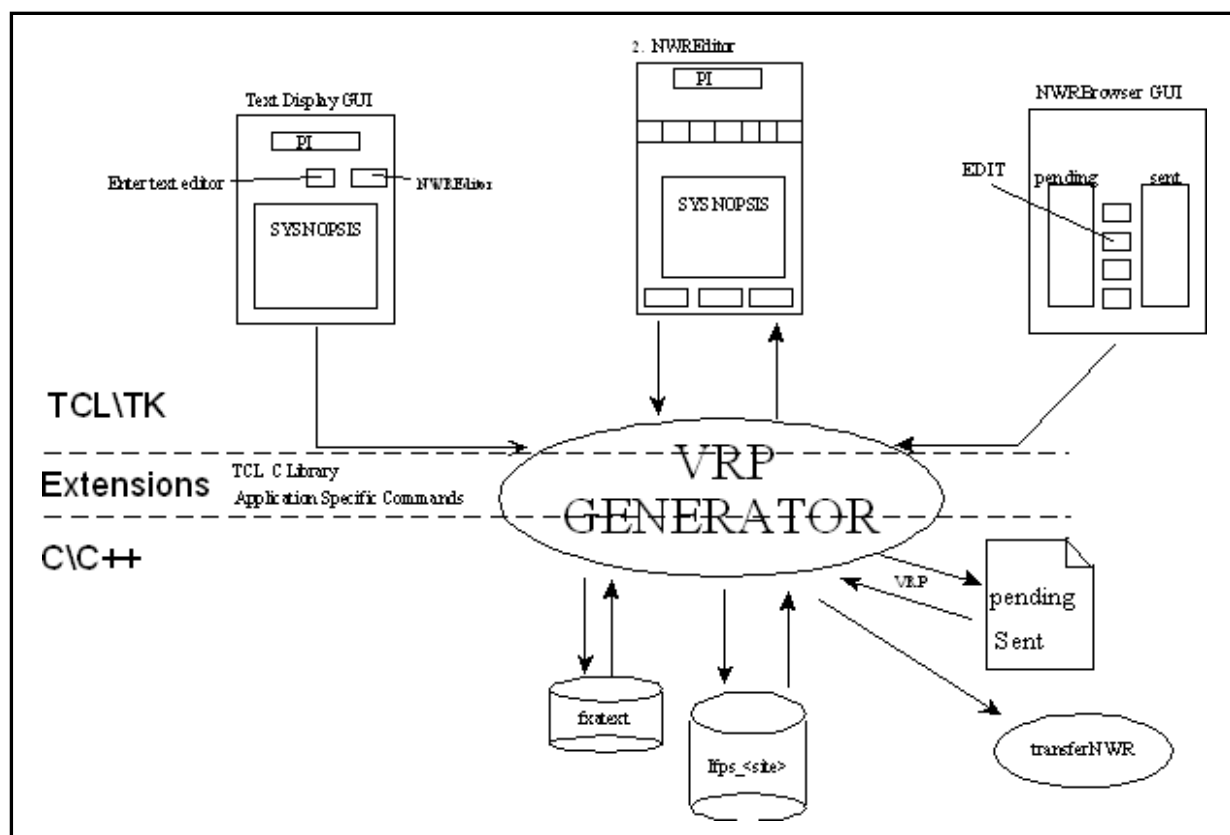 2. NWREditor
PI
SYSNOPSIS
Text Display GUI
PI
Enter text editor
NWREditor
SYSNOPSIS
NWRBrowser GUI
EDIT
pending
sent
TCL\TK
Extensions
TCL C Library
Application Specific Commands
C\C++
VRP
GENERATOR
VRP
pending
Sent
fxatext
Ifps_<site>
transferNWR